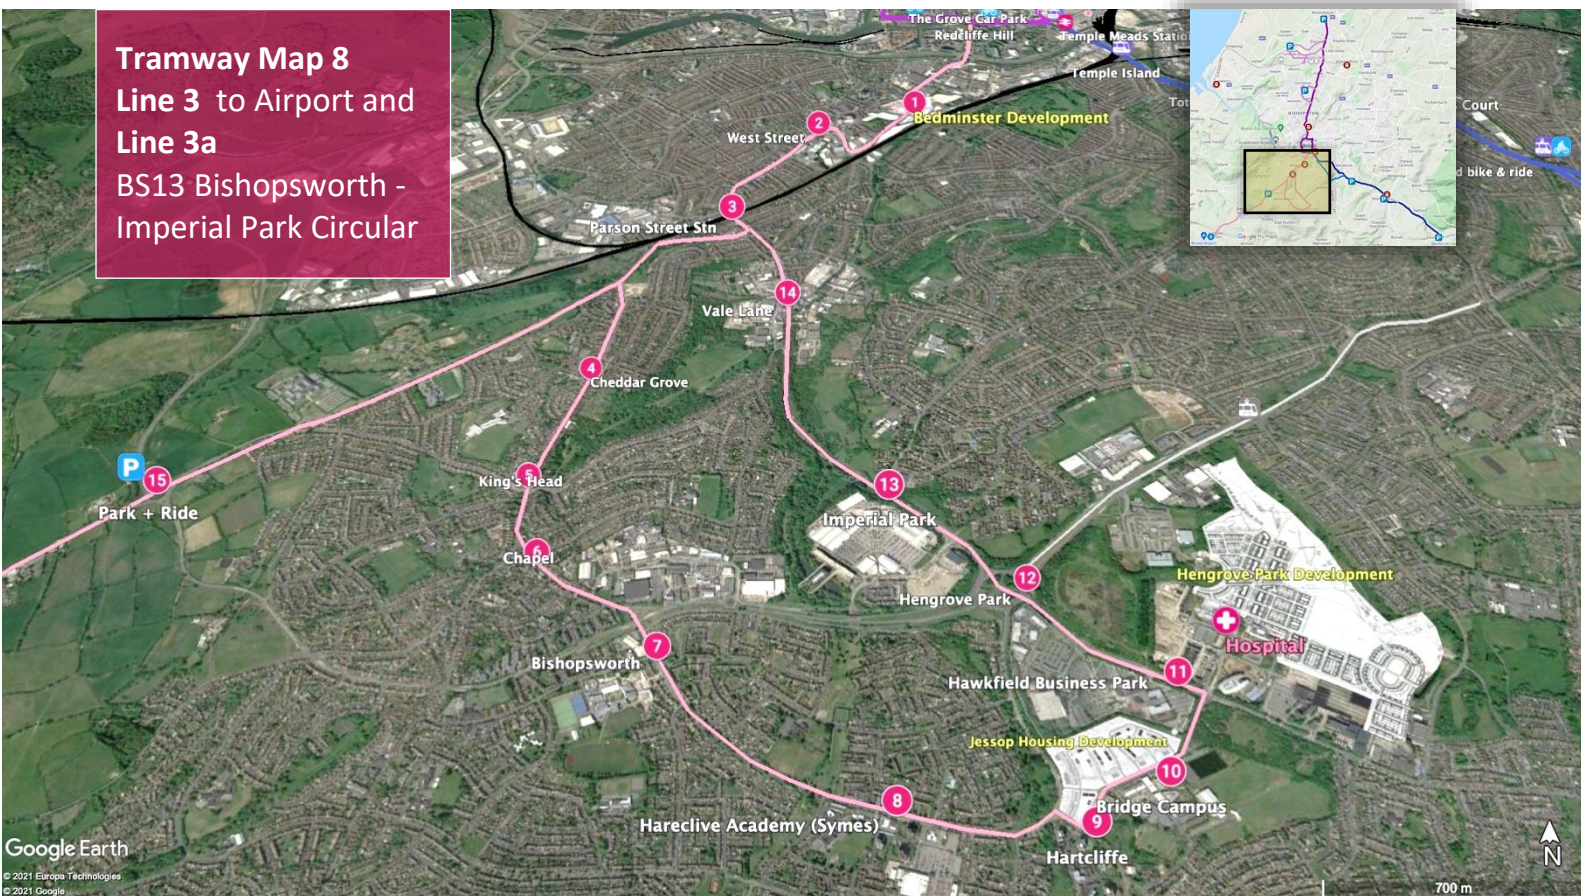 Tramway Map 8
Line 3 to Airport and
Line 3a
BS13 Bishopsworth -
Imperial Park Circular
The Grove Car Park
Redcliffe Hill
Temple Meads Statio
Temple Island
Tot
Court
d bike & ride
1
Bedminster Development
2
West Street
3
Parson Street Stn
14
Vale Lane
4
Cheddar Grove
5
King's Head
P
15
Park + Ride
13
Imperial Park
6
Chapel
12
Hengrove Park
Hengrove Park Development
Hospital
7
Bishopsworth
11
Hawkfield Business Park
Jessop Housing Development
10
Bridge Campus
8
Hareclive Academy (Symes)
9
Hartcliffe
Google Earth
© 2021 Europa Technologies
© 2021 Google
N
700 m